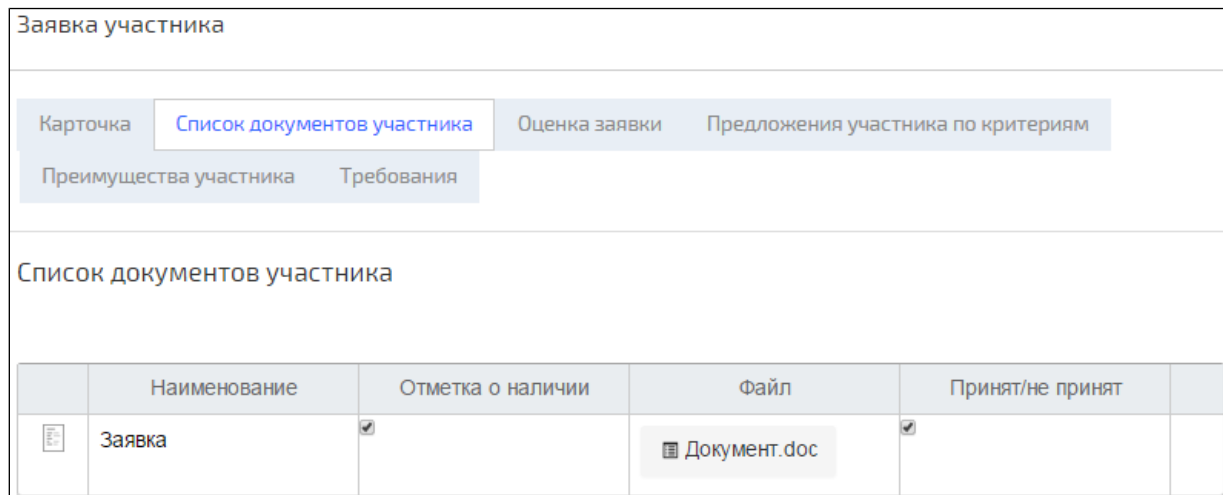 Заявка участника
Карточка Список документов участника Оценка заявки Предложения участника по критериям
Преимущества участника Требования
Список документов участника
Наименование Отметка о наличии Файл Принят/не принят
Заявка Документ.doc